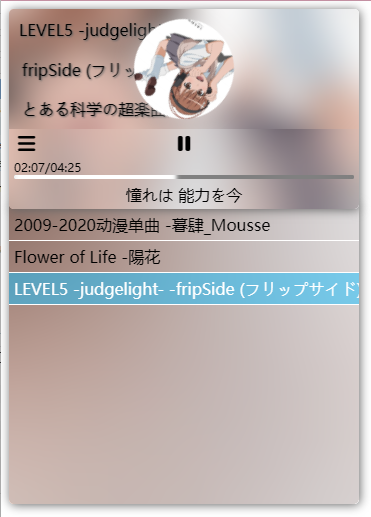 LEVEL5 -judgelight-
fripSide (フリッ
とある科学の超楽曲
02:07/04:25
憧れは 能力を今
2009-2020动漫单曲 -暮肆_Mousse
Flower of Life -陽花
LEVEL5 -judgelight- -fripSide (フリップサイド)